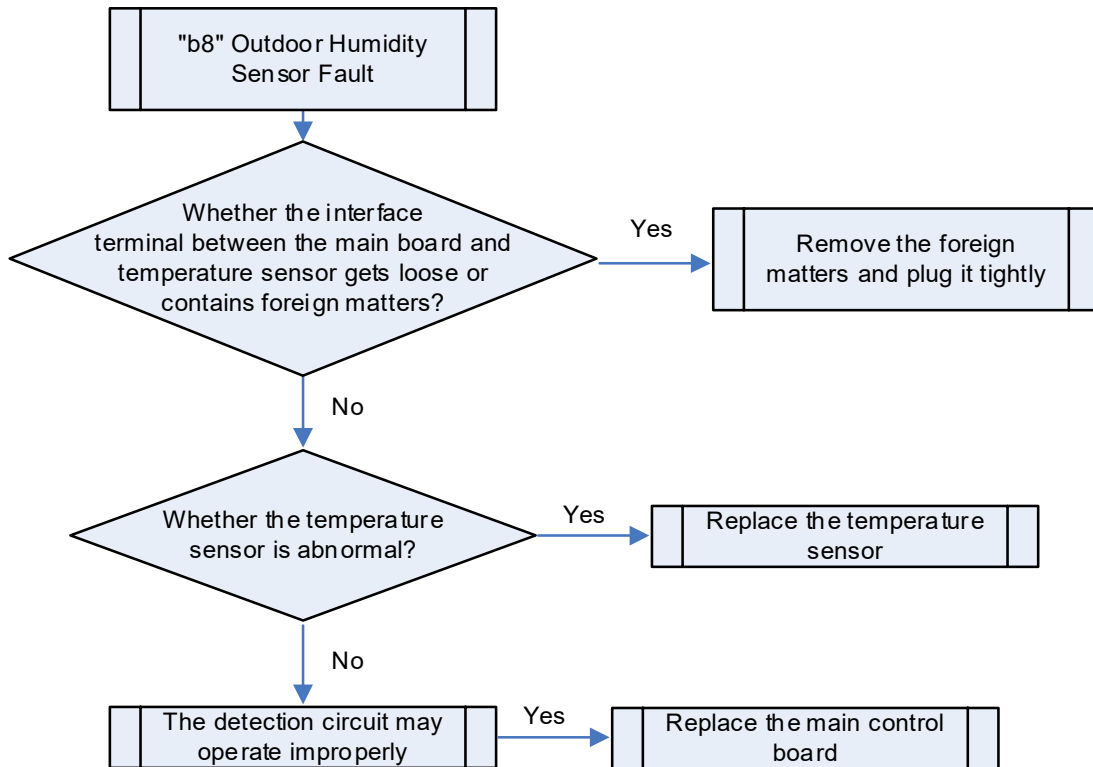 "b8" Outdoor Humidity
Sensor Fault
Whether the interface
terminal between the main board and
temperature sensor gets loose or
contains foreign matters?
Yes
Remove the foreign
matters and plug it tightly
No
Whether the temperature
sensor is abnormal?
Yes
Replace the temperature
sensor
No
The detection circuit may
operate improperly
Yes
Replace the main control
board